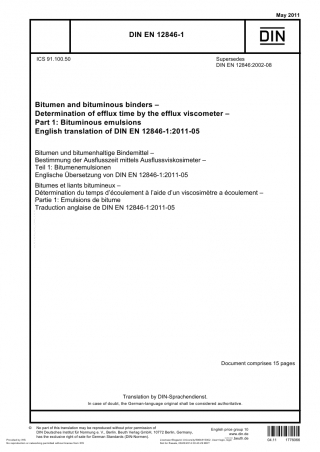 May 2011
DIN EN 12846-1
DIN
ICS 91.100.50
Supersedes
DIN EN 12846:2002-08
Bitumen and bituminous binders –
Determination of efflux time by the efflux viscometer –
Part 1: Bituminous emulsions
English translation of DIN EN 12846-1:2011-05
Bitumen und bitumenhaltige Bindemittel –
Bestimmung der Ausflusszeit mittels Ausflussviskosimeter –
Teil 1: Bitumenemulsionen
Englische Übersetzung von DIN EN 12846-1:2011-05
Bitumes et liants bitumineux –
Détermination du temps d'écoulement à l'aide d'un viscosimètre a écoulement –
Partie 1: Emulsions de bitume
Traduction anglaise de DIN EN 12846-1:2011-05
Document comprises 15 pages
Translation by DIN-Sprachendienst.
In case of doubt, the German-language original shall be considered authoritative.
© No part of this translation may be reproduced without prior permission of
DIN Deutsches Institut für Normung e. V., Berlin. Beuth Verlag GmbH, 10772 Berlin, Germany,
has the exclusive right of sale for German Standards (DIN-Normen).
English price group 10
www.din.de
www.beuth.de